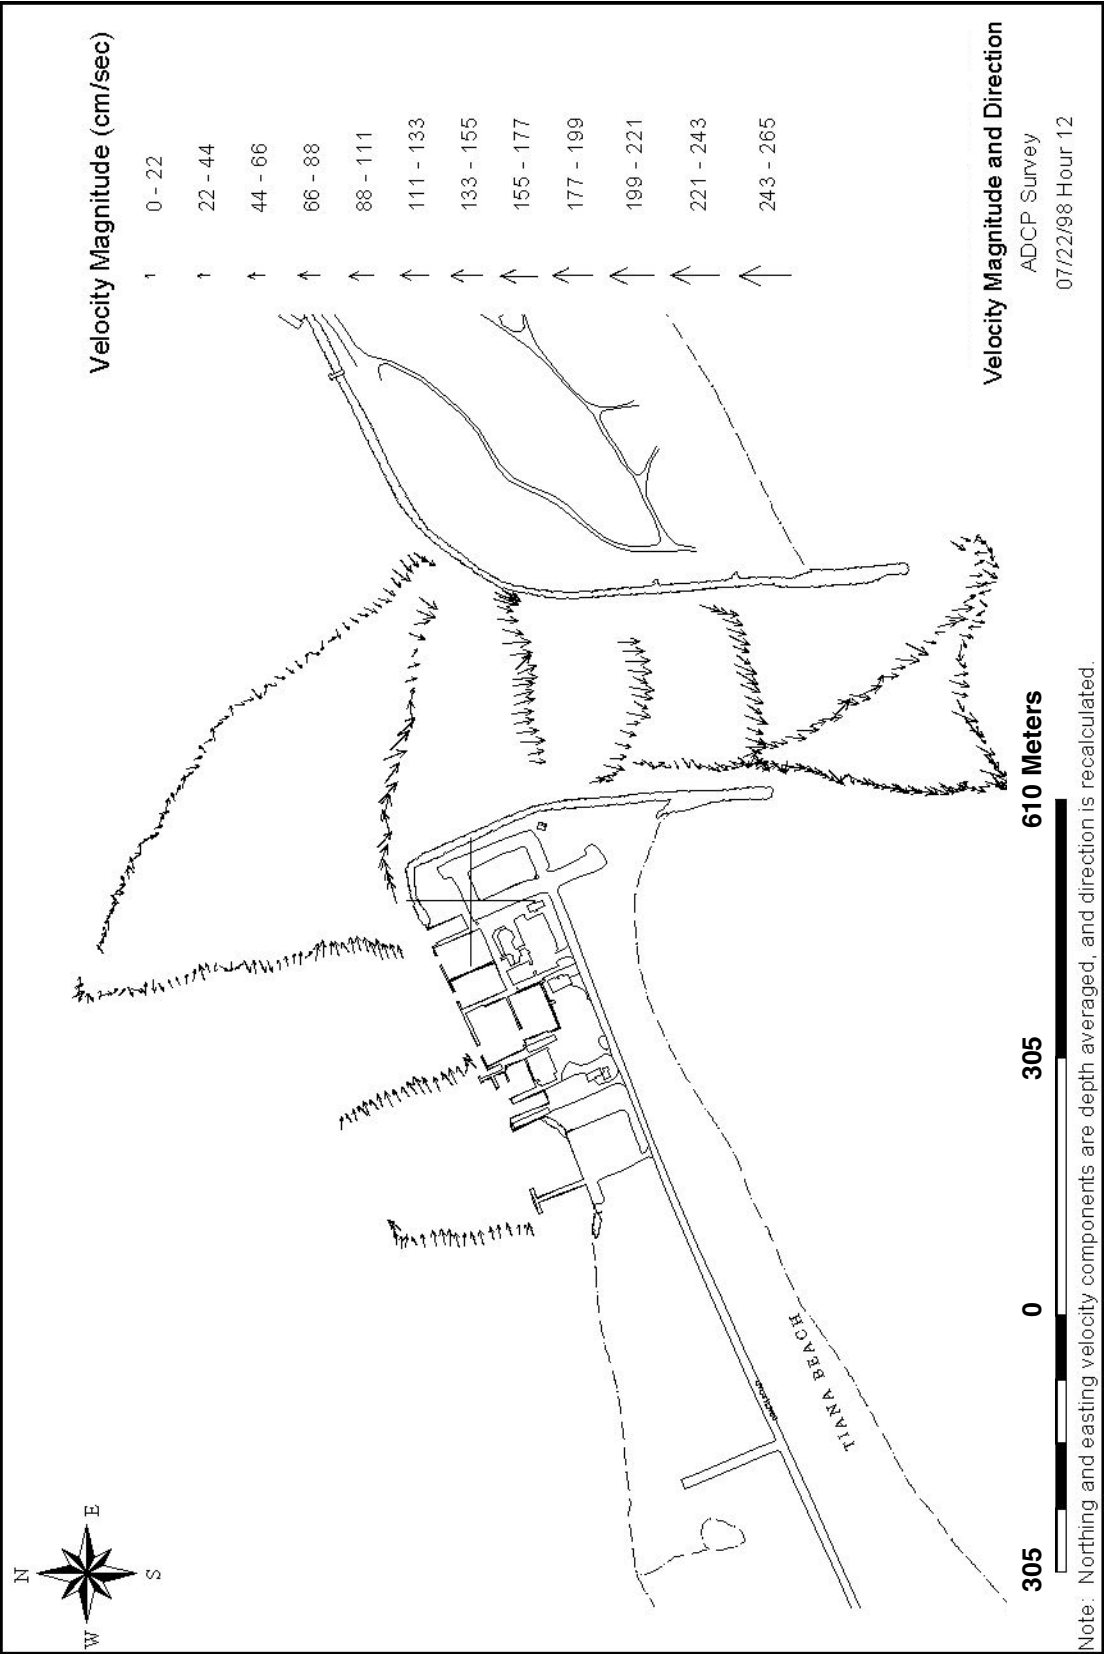 N
W E
S
Velocity Magnitude (cm/sec)
0 - 22
22 - 44
44 - 66
66 - 88
88 - 111
111 - 133
133 - 155
155 - 177
177 - 199
199 - 221
221 - 243
243 - 265
TIANA BEACH
Velocity Magnitude and Direction
ADCP Survey
07/22/98 Hour 12
305 0 305 610 Meters
Note: Northing and easting velocity components are depth averaged, and direction is recalculated.